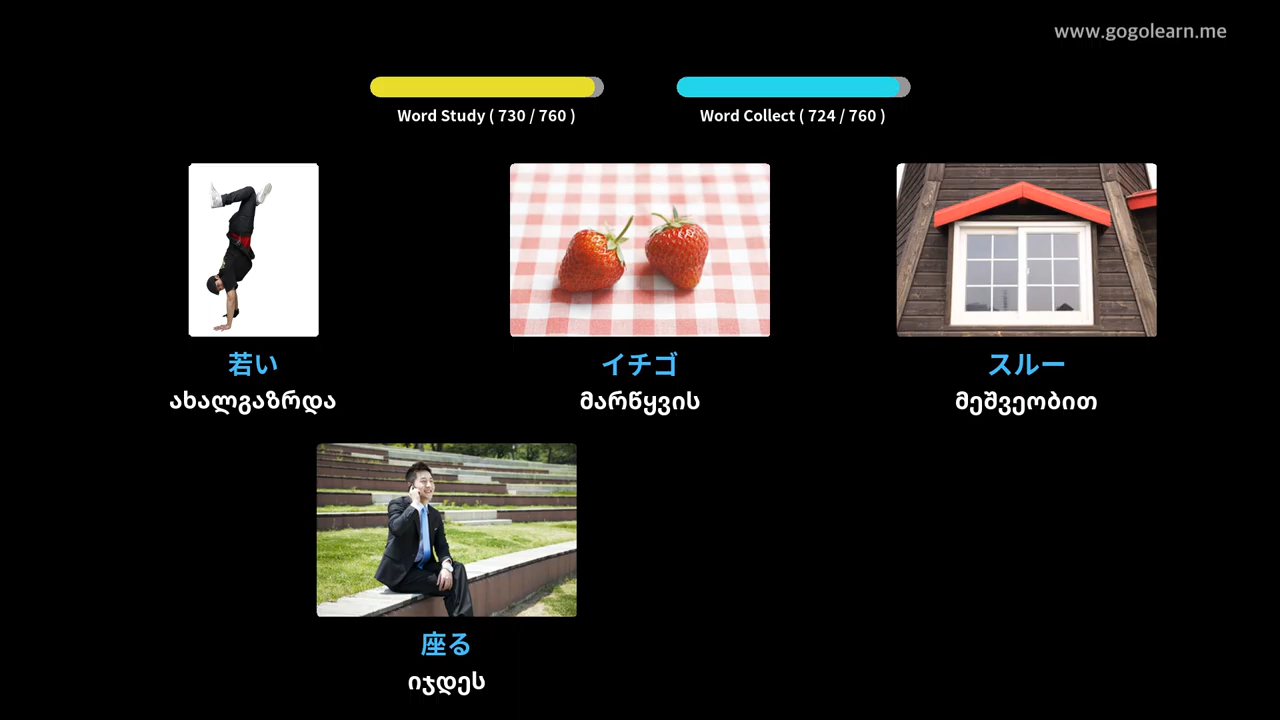 www.gogolearn.me
Word Study ( 730 / 760 )
Word Collect ( 724 / 760 )
若い
ახალგაზრდა
イチゴ
მარწყვის
スルー
მეშვეობით
座る
იჯდეს